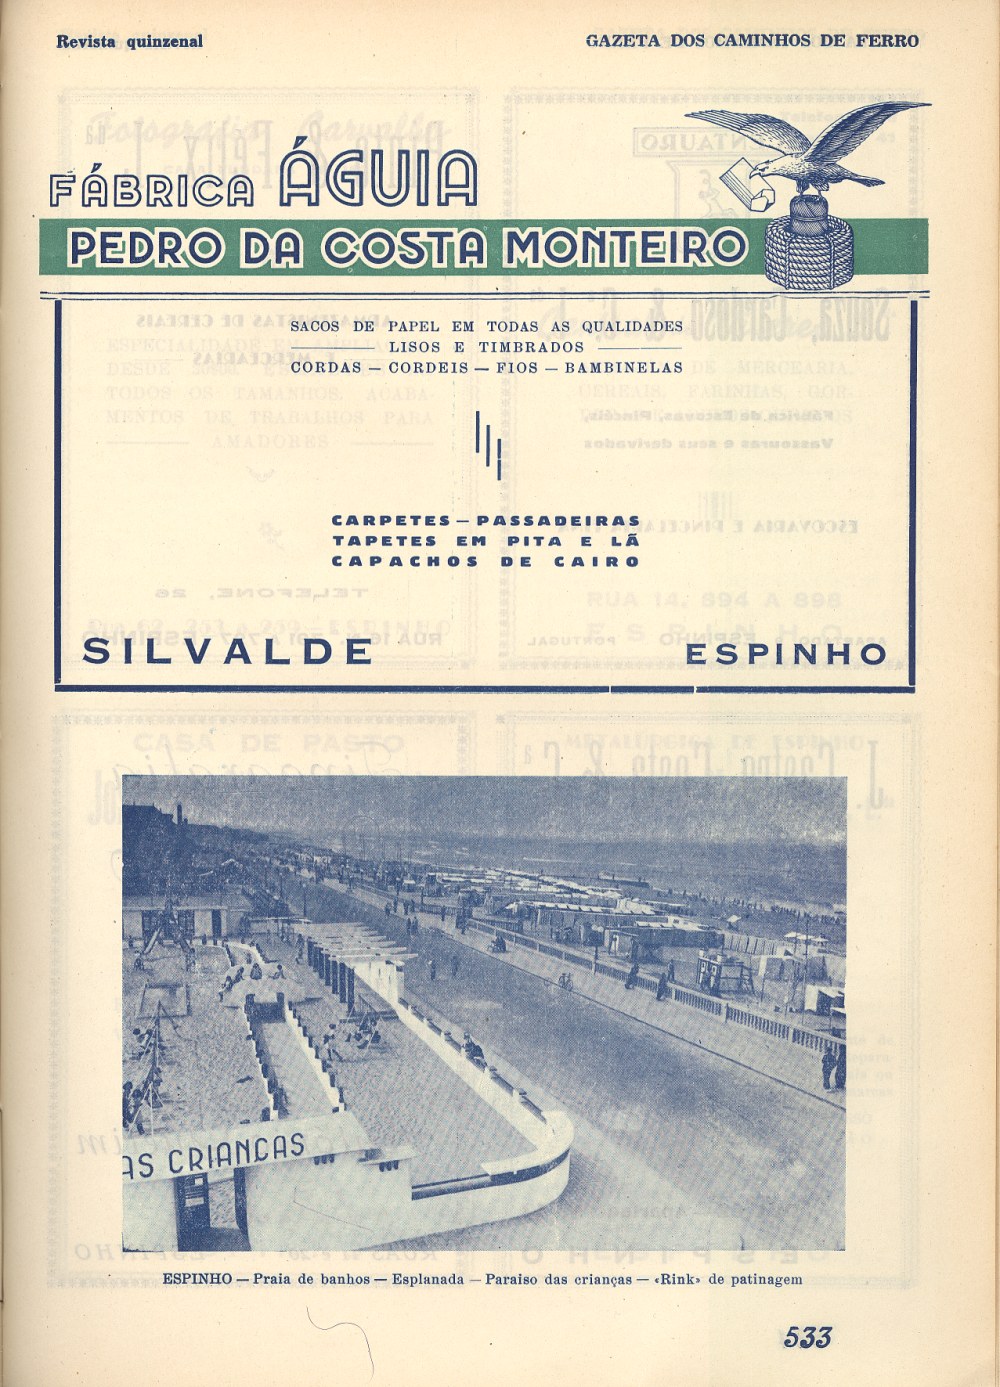 Revista quinzenal
GAZETA DOS CAMINHOS DE FERRO
FÁBRICA ÁGUIA
PEDRO DA COSTA MONTEIRO
SACOS DE PAPEL EM TODAS AS QUALIDADES
LISOS E TIMBRADOS
CORDAS — CORDEIS — FIOS — BAMBINELAS
CARPETES — PASSADEIRAS
TAPETES EM PITA E LÃ
CAPACHOS DE CAIRO
SILVALDE ESPINHO
AS CRIANÇAS
ESPINHO — Praia de banhos — Esplanada — Paraiso das crianças — «Rink» de patinagem
533